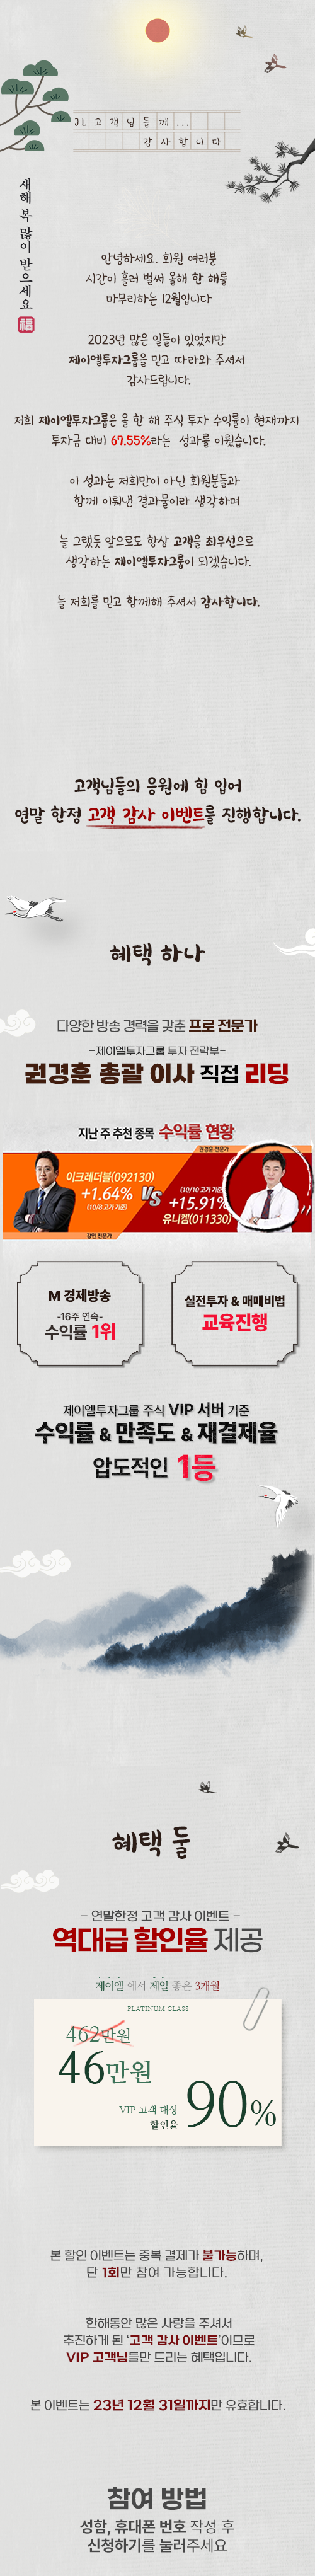 JL고객님들께...
감사합니다
새해 복 많이 받으세요
福
안녕하세요. 회원 여러분
시간이 흘러 벌써 올해 한 해를
마무리하는 12월입니다
2023년 많은 일들이 있었지만
제이엘투자그룹을 믿고 따라와 주셔서
감사드립니다.
저희 제이엘투자그룹은 올 한 해 주식 투자 수익률이 현재까지
투자금 대비 67.55%라는 성과를 이뤘습니다.
이 성과는 저희만이 아닌 회원분들과
함께 이뤄낸 결과물이라 생각하며
늘 그랬듯 앞으로도 항상 고객을 최우선으로
생각하는 제이엘투자그룹이 되겠습니다.
늘 저희를 믿고 함께해 주셔서 감사합니다.
고객님들의 응원에 힘 입어
연말 한정 고객 감사 이벤트를 진행합니다.
혜택 하나
다양한 방송 경력을 갖춘 프로 전문가
-제이엘투자그룹 투자 전략부-
권경훈 총괄 이사 직접 리딩
지난 주 추천 종목 수익률 현황
권경훈 전문가
이크레더블(092130)
+1.64%
(10/8 고가 기준)
VS
(10/10 고가 기준)
+15.91%
유니켐(011330)
강인 전문가
M 경제방송
-16주 연속-
수익률 1위
실전투자 & 매매비법
교육진행
제이엘투자그룹 주식 VIP 서버 기준
수익률 & 만족도 & 재결제율
압도적인 1등
혜택 둘
- 연말한정 고객 감사 이벤트 -
역대급 할인율 제공
제이엘 에서 제일 좋은 3개월
PLATINUM CLASS
462만원
46만원
VIP 고객 대상
할인율
90%
본 할인 이벤트는 중복 결제가 불가능하며,
단 1회만 참여 가능합니다.
한해동안 많은 사랑을 주셔서
추진하게 된 '고객 감사 이벤트'이므로
VIP 고객님들만 드리는 혜택입니다.
본 이벤트는 23년 12월 31일까지만 유효합니다.
참여 방법
성함, 휴대폰 번호 작성 후
신청하기를 눌러주세요